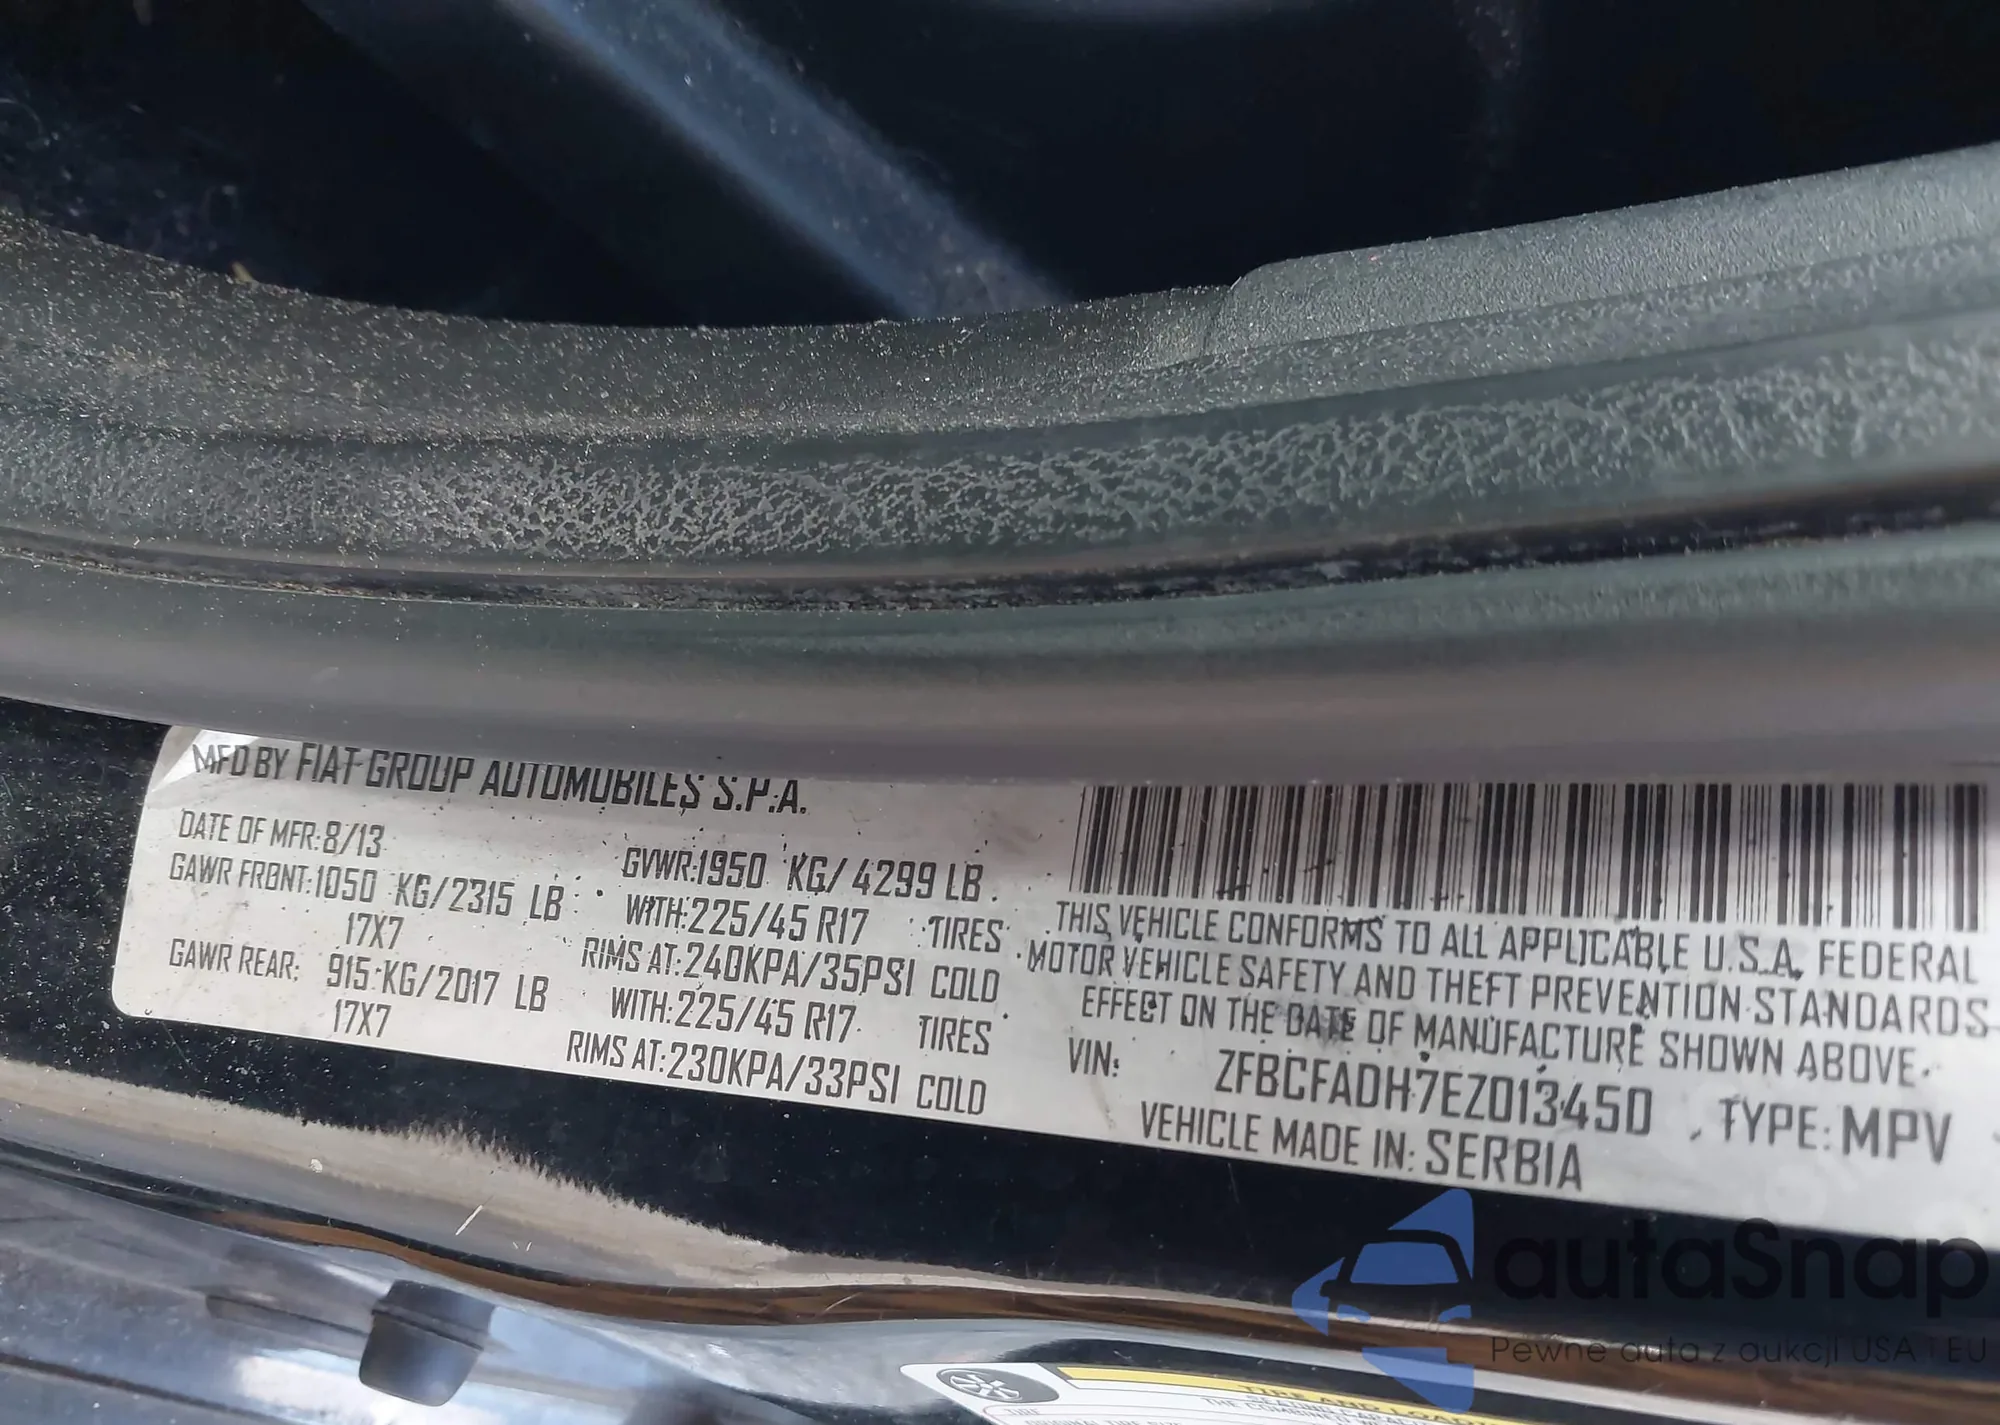 MFD BY FIAT GROUP AUTOMOBILES S.P.A.
DATE OF MFR:8/13
GVWR:1950 KG/ 4299 LB
GAWR FRONT:1050 KG/2315 LB WITH:225/45 R17 TIRES
17X7 RIMS AT:240KPA/35PSI COLD
GAWR REAR: 915 KG/2017 LB WITH:225/45 R17 TIRES
17X7 RIMS AT:230KPA/33PSI COLD
THIS VEHICLE CONFORMS TO ALL APPLICABLE U.S.A. FEDERAL
MOTOR VEHICLE SAFETY AND THEFT PREVENTION STANDARDS
EFFECT ON THE DATE OF MANUFACTURE SHOWN ABOVE.
VIN: ZFBCFADH7EZ013450 TYPE: MPV
VEHICLE MADE IN: SERBIA
autaSnap
Pewne auta z aukcji USA i EU
TIRE AND LOADING